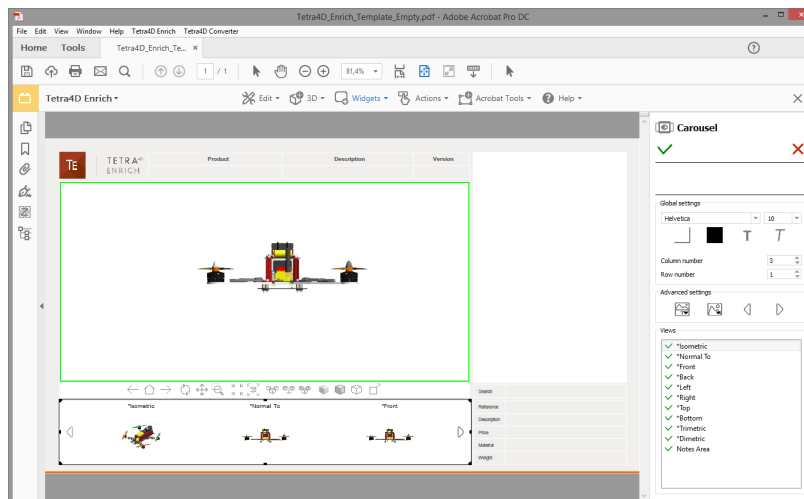 Tetra4D_Enrich_Template_Empty.pdf - Adobe Acrobat Pro DC
File Edit View Window Help Tetra4D Enrich Tetra4D Converter
Home Tools Tetra4D_Enrich_Te... ×
1 / 1 81,4%
Tetra4D Enrich Edit 3D Widgets Actions Acrobat Tools Help
Carousel
TE TETRA4D ENRICH
Product Description Version
Global settings
Helvetica 10
T T
Column number 3
Row number 1
Advanced settings
Views
*Isometric
*Normal To
*Front
*Back
*Left
*Right
*Top
*Bottom
*Trimetric
*Dimetric
Notes Area
*Isometric *Normal To *Front
Search
Reference
Description
Price
Material
Weight